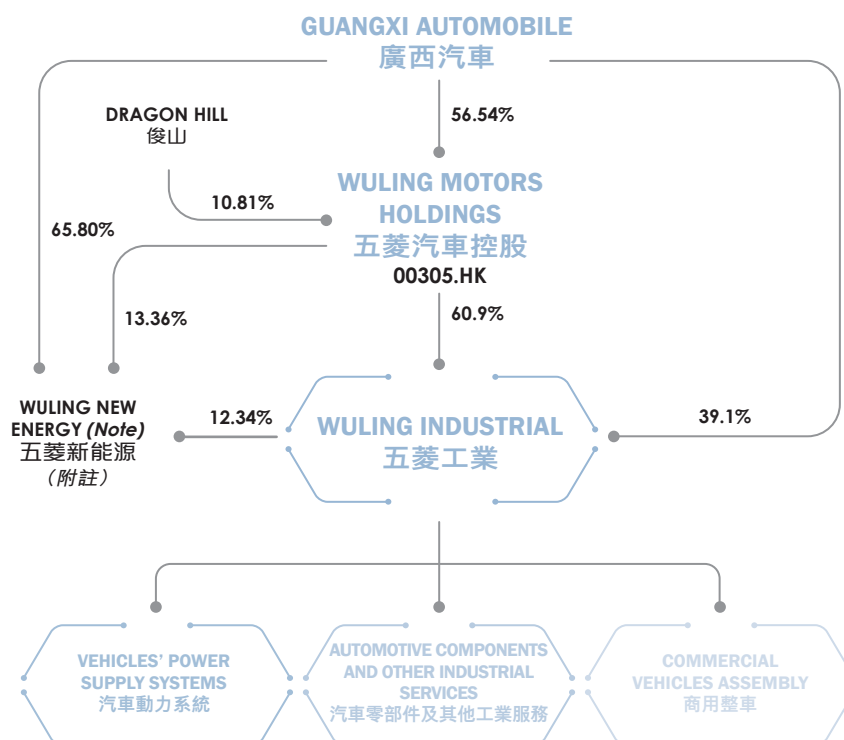 GUANGXI AUTOMOBILE
廣西汽車
DRAGON HILL
俊山
56.54%
WULING MOTORS
HOLDINGS
五菱汽車控股
00305.HK
10.81%
65.80%
13.36%
60.9%
WULING NEW
ENERGY (Note)
五菱新能源
（附註）
12.34%
WULING INDUSTRIAL
五菱工業
39.1%
VEHICLES’ POWER
SUPPLY SYSTEMS
汽車動力系統
AUTOMOTIVE COMPONENTS
AND OTHER INDUSTRIAL
SERVICES
汽車零部件及其他工業服務
COMMERCIAL
VEHICLES ASSEMBLY
商用整車